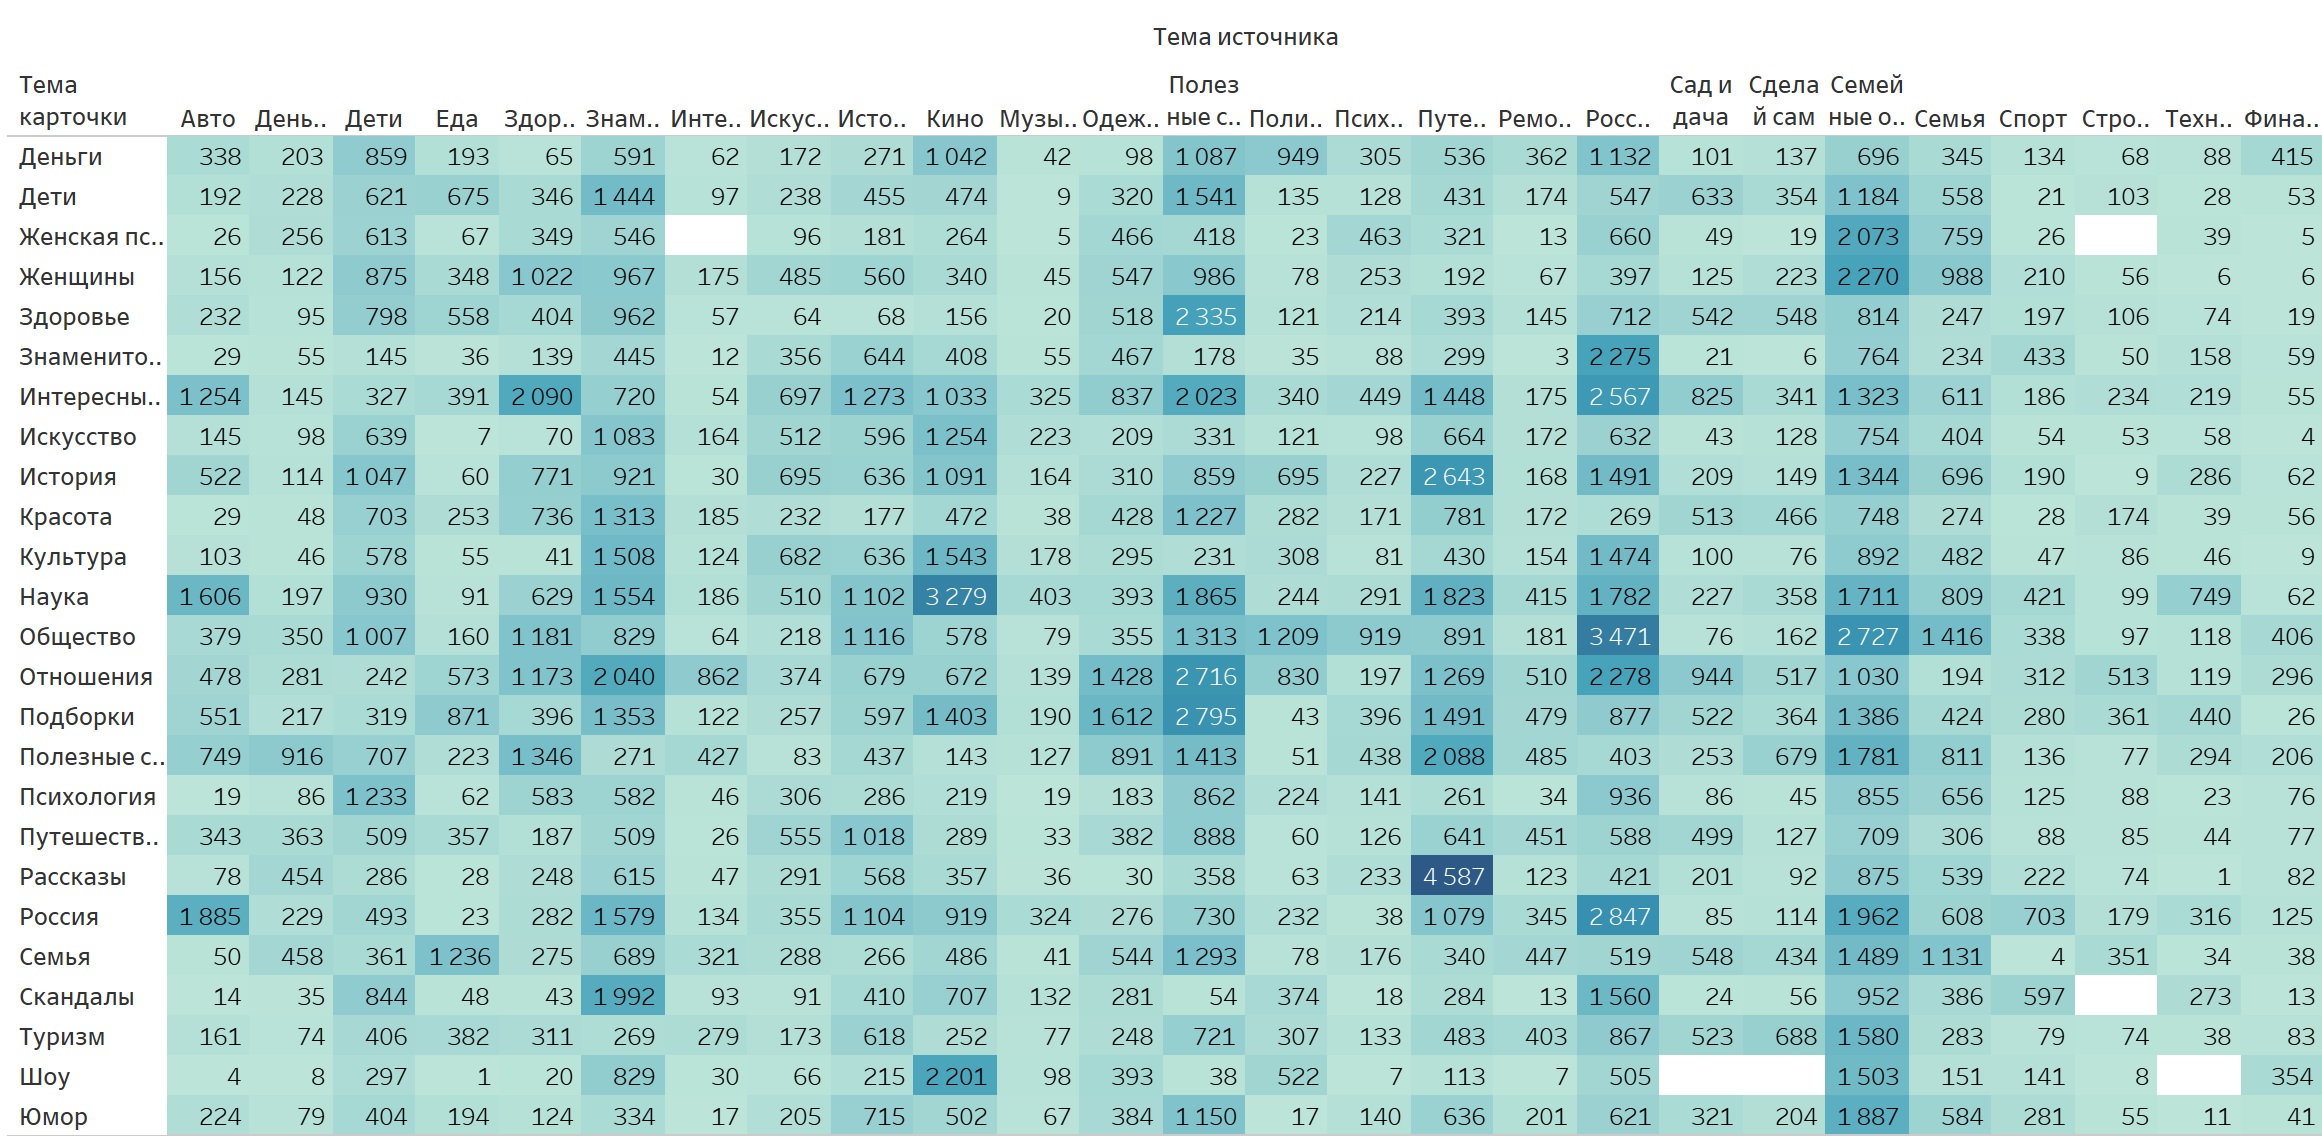 Тема источника
Тема карточки Авто День.. Дети Еда Здор.. Знам.. Инте.. Искус.. Исто.. Кино Музы.. Одеж.. Полезные с.. Поли.. Псих.. Путе.. Ремо.. Росс.. Сад и дача Сделай сам Семейные о.. Семья Спорт Стро.. Техн.. Фина..
Деньги 338 203 859 193 65 591 62 172 271 1 042 42 98 1 087 949 305 536 362 1 132 101 137 696 345 134 68 88 415
Дети 192 228 621 675 346 1 444 97 238 455 474 9 320 1 541 135 128 431 174 547 633 354 1 184 558 21 103 28 53
Женская пс.. 26 256 613 67 349 546 96 181 264 5 466 418 23 463 321 13 660 49 19 2 073 759 26 39 5
Женщины 156 122 875 348 1 022 967 175 485 560 340 45 547 986 78 253 192 67 397 125 223 2 270 988 210 56 6 6
Здоровье 232 95 798 558 404 962 57 64 68 156 20 518 2 335 121 214 393 145 712 542 548 814 247 197 106 74 19
Знаменито.. 29 55 145 36 139 445 12 356 644 408 55 467 178 35 88 299 3 2 275 21 6 764 234 433 50 158 59
Интересны.. 1 254 145 327 391 2 090 720 54 697 1 273 1 033 325 837 2 023 340 449 1 448 175 2 567 825 341 1 323 611 186 234 219 55
Искусство 145 98 639 7 70 1 083 164 512 596 1 254 223 209 331 121 98 664 172 632 43 128 754 404 54 53 58 4
История 522 114 1 047 60 771 921 30 695 636 1 091 164 310 859 695 227 2 643 168 1 491 209 149 1 344 696 190 9 286 62
Красота 29 48 703 253 736 1 313 185 232 177 472 38 428 1 227 282 171 781 172 269 513 466 748 274 28 174 39 56
Культура 103 46 578 55 41 1 508 124 682 636 1 543 178 295 231 308 81 430 154 1 474 100 76 892 482 47 86 46 9
Наука 1 606 197 930 91 629 1 554 186 510 1 102 3 279 403 393 1 865 244 291 1 823 415 1 782 227 358 1 711 809 421 99 749 62
Общество 379 350 1 007 160 1 181 829 64 218 1 116 578 79 355 1 313 1 209 919 891 181 3 471 76 162 2 727 1 416 338 97 118 406
Отношения 478 281 242 573 1 173 2 040 862 374 679 672 139 1 428 2 716 830 197 1 269 510 2 278 944 517 1 030 194 312 513 119 296
Подборки 551 217 319 871 396 1 353 122 257 597 1 403 190 1 612 2 795 43 396 1 491 479 877 522 364 1 386 424 280 361 440 26
Полезные с.. 749 916 707 223 1 346 271 427 83 437 143 127 891 1 413 51 438 2 088 485 403 253 679 1 781 811 136 77 294 206
Психология 19 86 1 233 62 583 582 46 306 286 219 19 183 862 224 141 261 34 936 86 45 855 656 125 88 23 76
Путешеств.. 343 363 509 357 187 509 26 555 1 018 289 33 382 888 60 126 641 451 588 499 127 709 306 88 85 44 77
Рассказы 78 454 286 28 248 615 47 291 568 357 36 30 358 63 233 4 587 123 421 201 92 875 539 222 74 1 82
Россия 1 885 229 493 23 282 1 579 134 355 1 104 919 324 276 730 232 38 1 079 345 2 847 85 114 1 962 608 703 179 316 125
Семья 50 458 361 1 236 275 689 321 288 266 486 41 544 1 293 78 176 340 447 519 548 434 1 489 1 131 4 351 34 38
Скандалы 14 35 844 48 43 1 992 93 91 410 707 132 281 54 374 18 284 13 1 560 24 56 952 386 597 273 13
Туризм 161 74 406 382 311 269 279 173 618 252 77 248 721 307 133 483 403 867 523 688 1 580 283 79 74 38 83
Шоу 4 8 297 1 20 829 30 66 215 2 201 98 393 38 522 7 113 7 505 1 503 151 141 8 354
Юмор 224 79 404 194 124 334 17 205 715 502 67 384 1 150 17 140 636 201 621 321 204 1 887 584 281 55 11 41